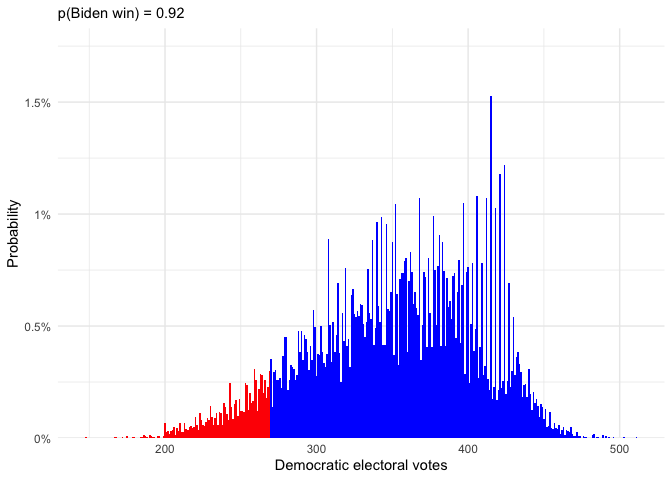 p(Biden win) = 0.92
Probability
1.5%
1%
0.5%
0%
200 300 400 500
Democratic electoral votes